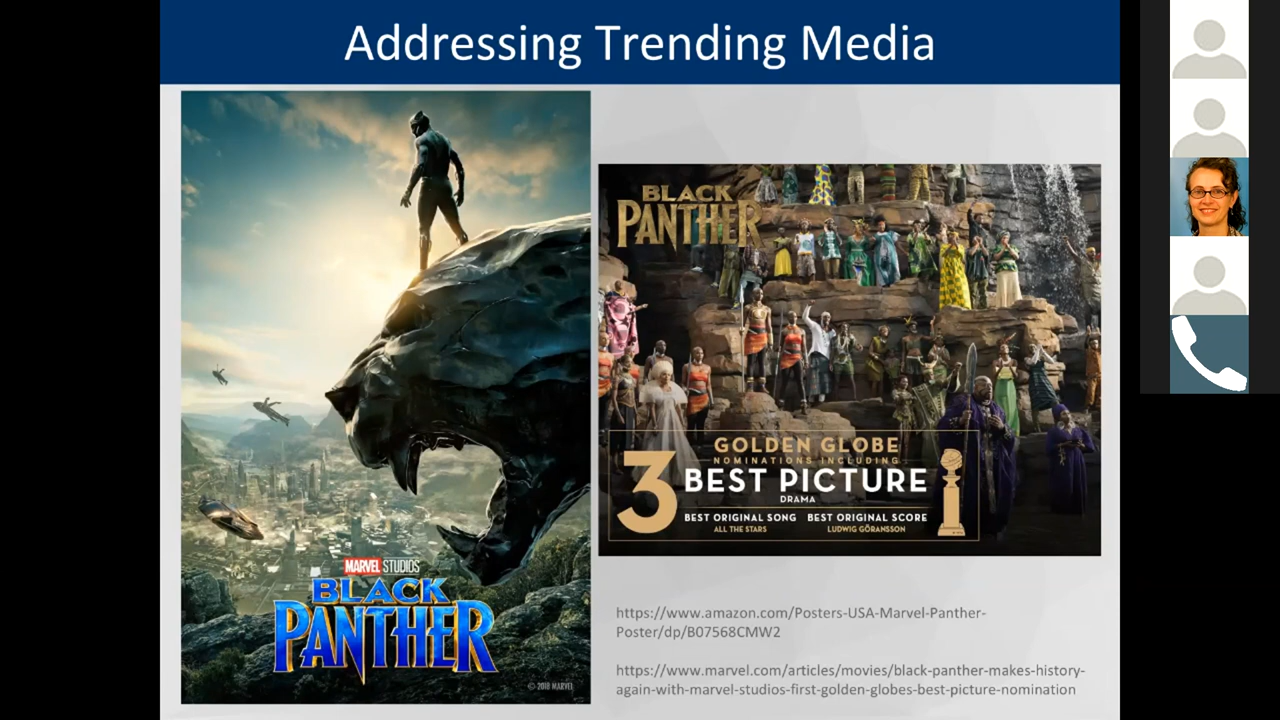 Addressing Trending Media
MARVEL STUDIOS
BLACK
PANTHER
© 2018 MARVEL
BLACK
PANTHER
3
GOLDEN GLOBE
NOMINATIONS INCLUDING
BEST PICTURE
DRAMA
BEST ORIGINAL SONG BEST ORIGINAL SCORE
ALL THE STARS LUDWIG GÖRANSSON
https://www.amazon.com/Posters-USA-Marvel-Panther-
Poster/dp/B07568CMW2
https://www.marvel.com/articles/movies/black-panther-makes-history-
again-with-marvel-studios-first-golden-globes-best-picture-nomination